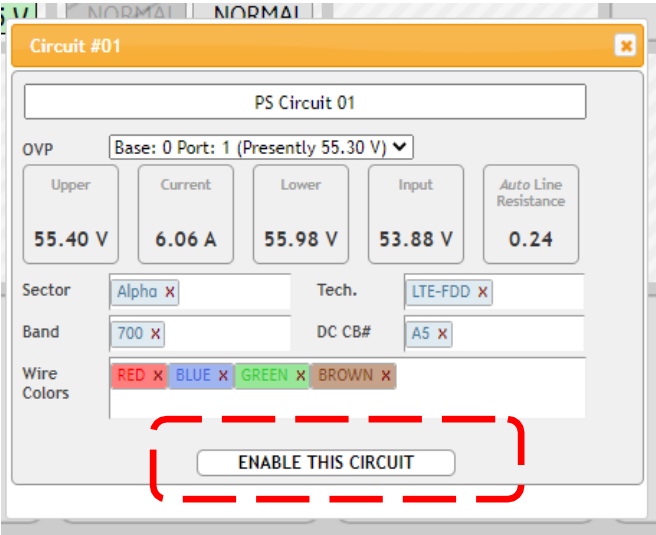 5 V NORMAL NORMAL
Circuit #01
PS Circuit 01
OVP Base: 0 Port: 1 (Presently 55.30 V)
Upper Current Lower Input Auto Line
Resistance
55.40 V 6.06 A 55.98 V 53.88 V 0.24
Sector Alpha x Tech. LTE-FDD x
Band 700 x DC CB# A5 x
Wire RED x BLUE x GREEN x BROWN x
Colors
ENABLE THIS CIRCUIT